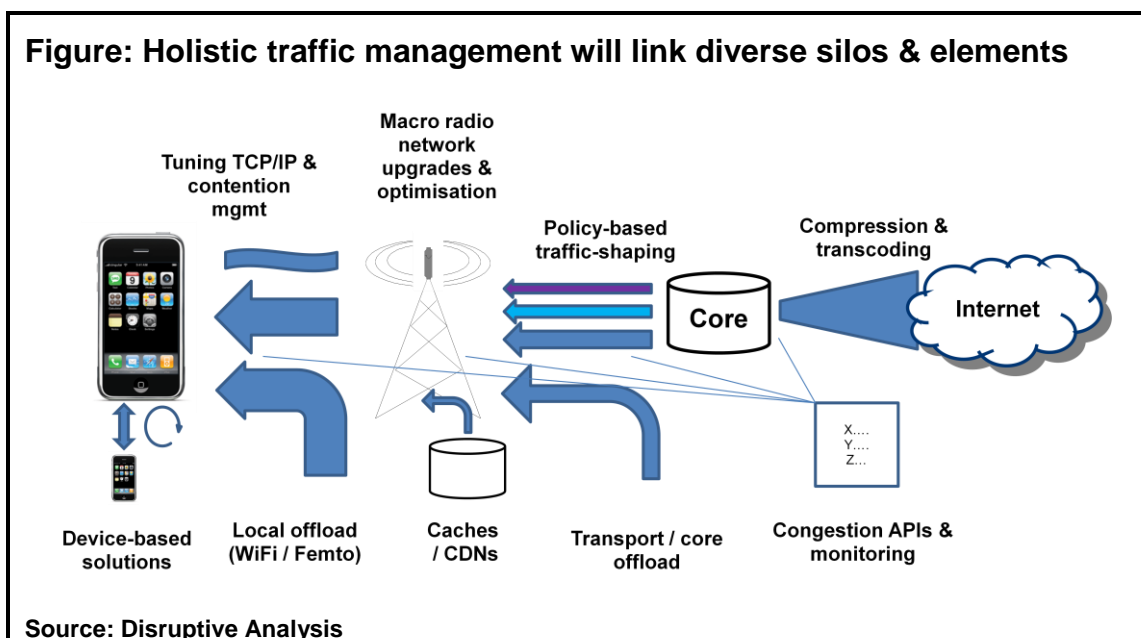 Figure: Holistic traffic management will link diverse silos & elements
Macro radio
network
upgrades &
optimisation
Tuning TCP/IP &
contention
mgmt
Policy-based
traffic-shaping
Compression &
transcoding
Core
Internet
X....
Y....
Z...
Device-based
solutions
Local offload
(WiFi / Femto)
Caches
/ CDNs
Transport / core
offload
Congestion APIs &
monitoring
Source: Disruptive Analysis